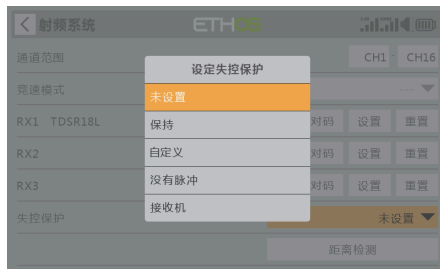 射频系统 ETHOS
通道范围 CH1 - CH16
设定失控保护
竞速模式 ---
未设置
RX1 TDSR18L 对码 设置 重置
保持
RX2 对码 设置 重置
自定义
RX3 对码 设置 重置
没有脉冲
接收机
失控保护 未设置
距离检测